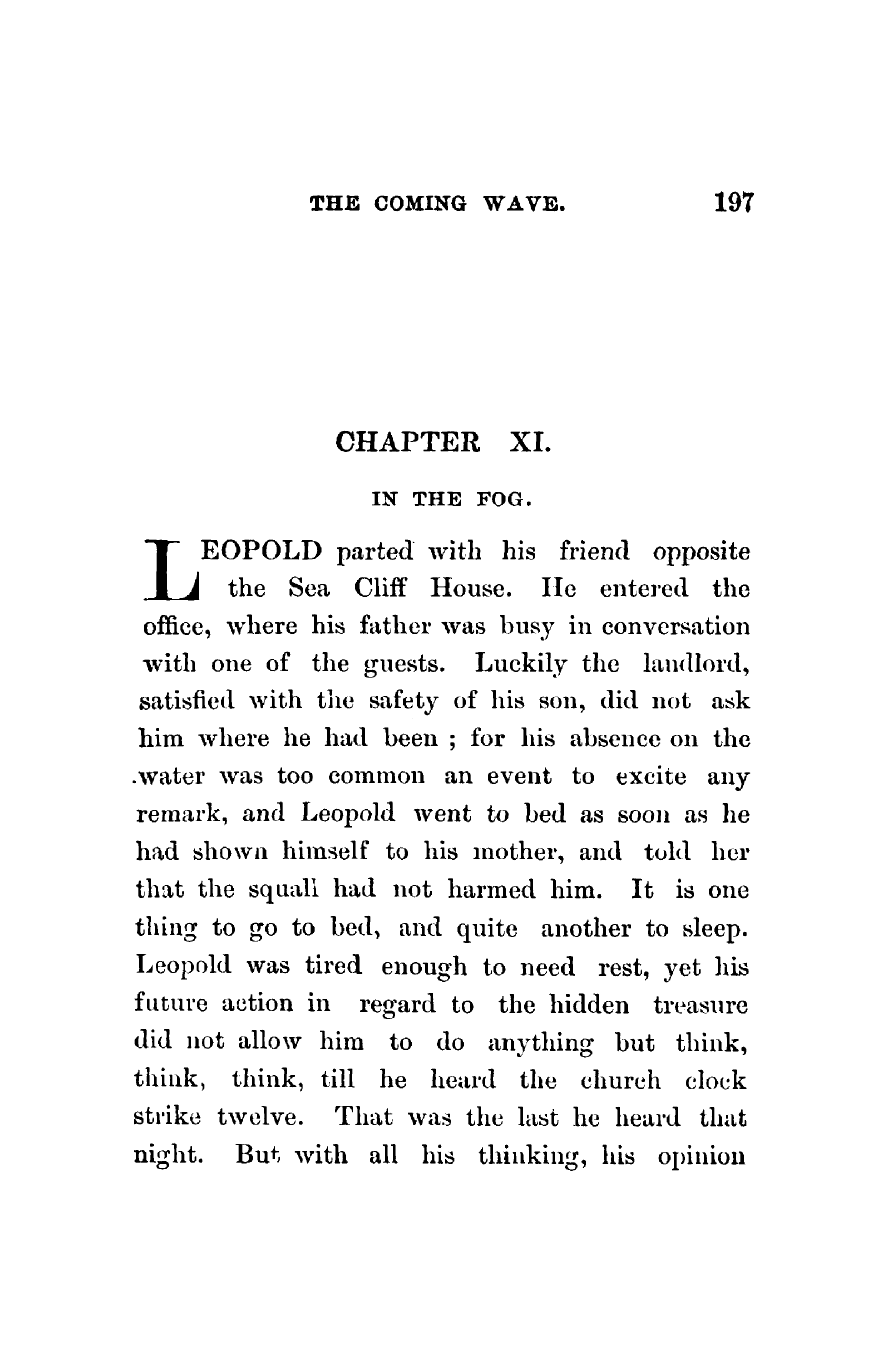 THE COMING WAVE. 197
CHAPTER XI.
IN THE FOG.
LEOPOLD parted with his friend opposite
the Sea Cliff House. He entered the
office, where his father was busy in conversation
with one of the guests. Luckily the landlord,
satisfied with the safety of his son, did not ask
him where he had been ; for his absence on the
water was too common an event to excite any
remark, and Leopold went to bed as soon as he
had shown himself to his mother, and told her
that the squall had not harmed him. It is one
thing to go to bed, and quite another to sleep.
Leopold was tired enough to need rest, yet his
future action in regard to the hidden treasure
did not allow him to do anything but think,
think, think, till he heard the church clock
strike twelve. That was the last he heard that
night. But with all his thinking, his opinion